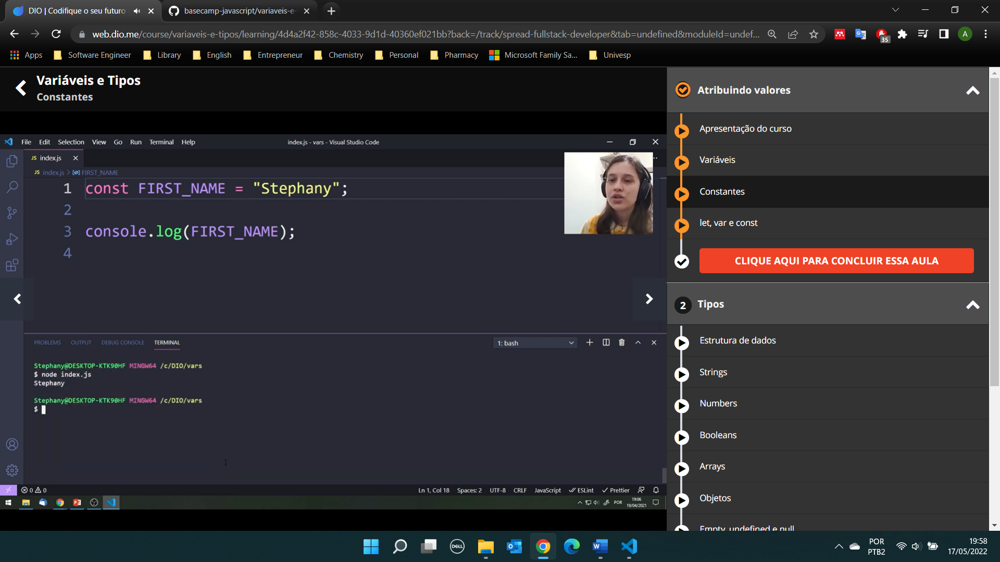 DIO | Codifique o seu futuro
basecamp-javascript/variaveis-e-
web.dio.me/course/variaveis-e-tipos/learning/4d4a2f42-858c-4033-9d1d-40360ef021bb?back=/track/spread-fullstack-developer&tab=undefined&moduleId=undef...
35
A
Apps
Software Engineer
Library
English
Entrepreneur
Chemistry
Personal
Pharmacy
Microsoft Family Sa...
Univesp
Variáveis e Tipos
Constantes
File Edit Selection View Go Run Terminal Help
index.js - vars - Visual Studio Code
JS index.js
JS index.js > FIRST_NAME
1 const FIRST_NAME = "Stephany";
2
3 console.log(FIRST_NAME);
4
PROBLEMS OUTPUT DEBUG CONSOLE TERMINAL
1: bash
Stephany@DESKTOP-KTK90HF MINGW64 /c/DIO/vars
$ node index.js
Stephany
Stephany@DESKTOP-KTK90HF MINGW64 /c/DIO/vars
$
0 0
Ln 1, Col 18 Spaces: 2 UTF-8 CRLF JavaScript ESLint Prettier
POR
19:06
19/04/2021
Atribuindo valores
Apresentação do curso
Variáveis
Constantes
let, var e const
CLIQUE AQUI PARA CONCLUIR ESSA AULA
2 Tipos
Estrutura de dados
Strings
Numbers
Booleans
Arrays
Objetos
Empty, undefined e null
DELL
POR
PTB2
19:58
17/05/2022